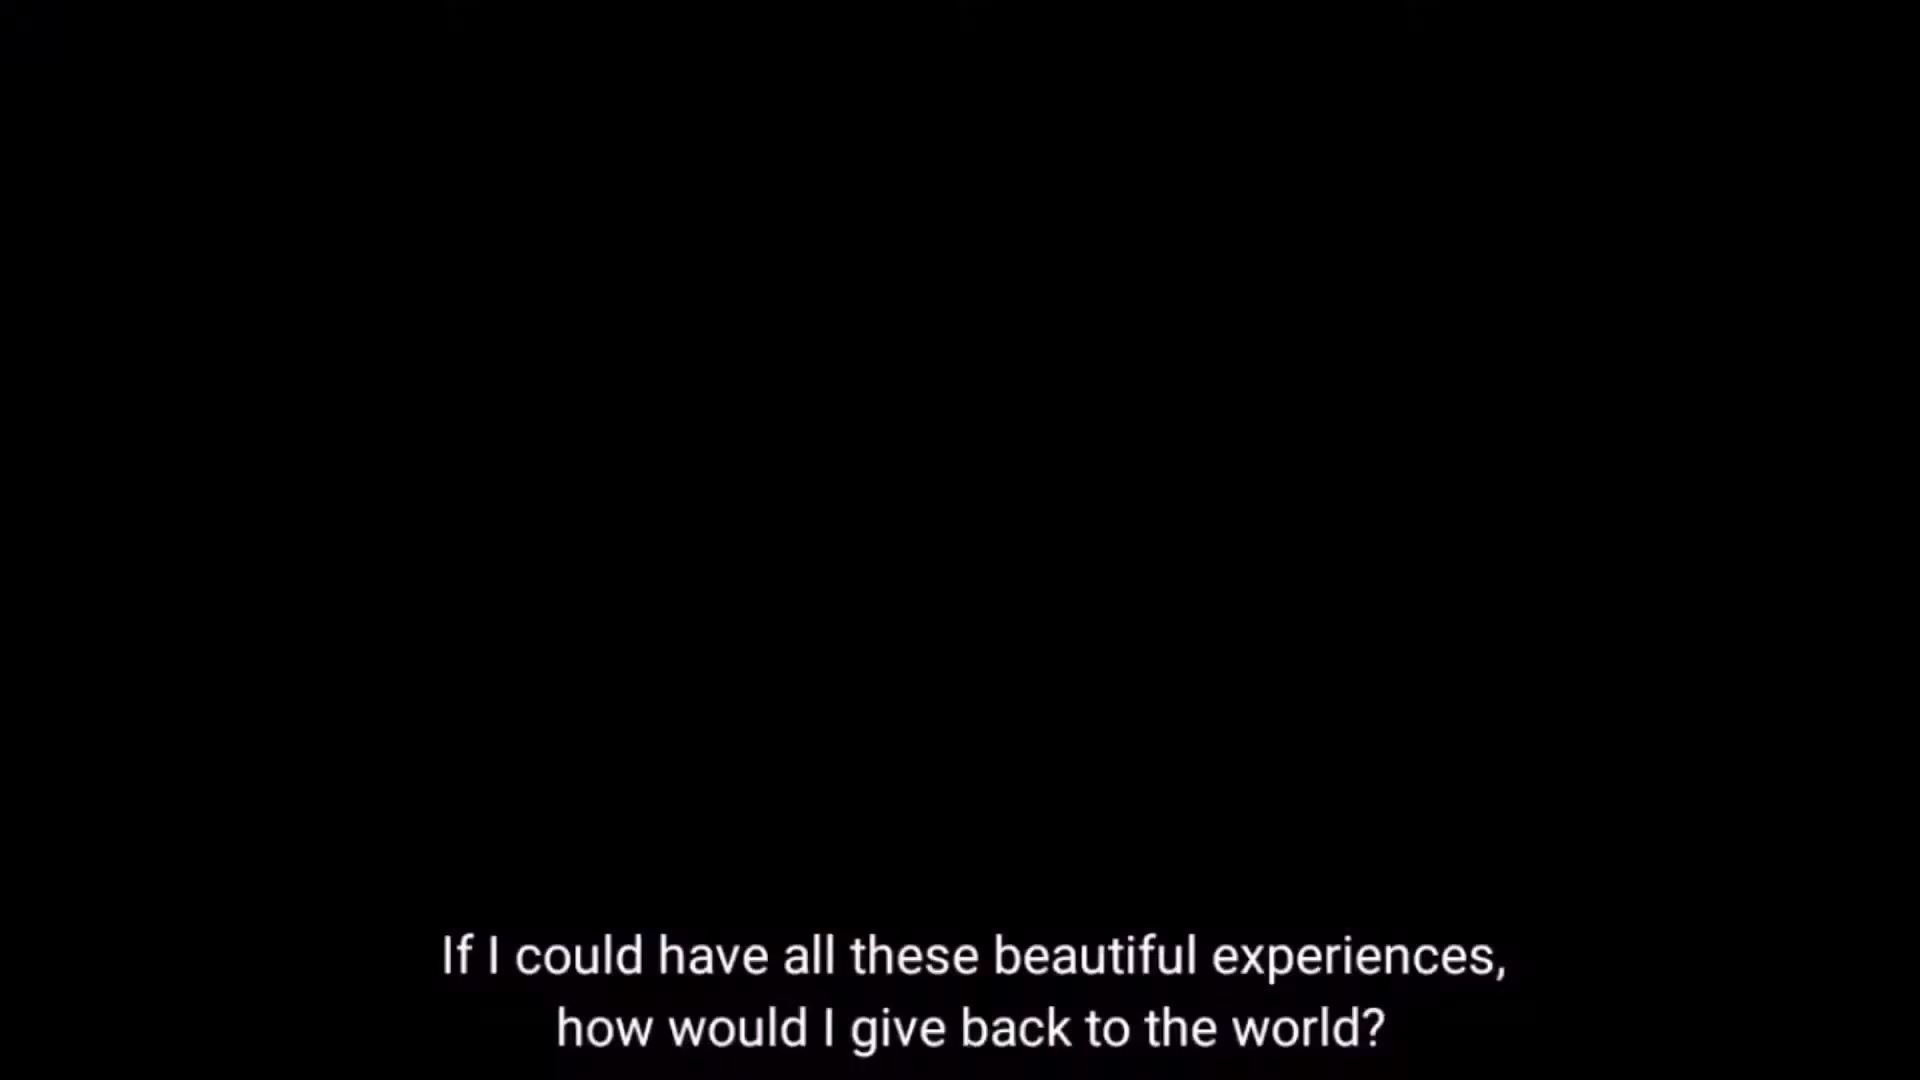 If I could have all these beautiful experiences,
how would I give back to the world?